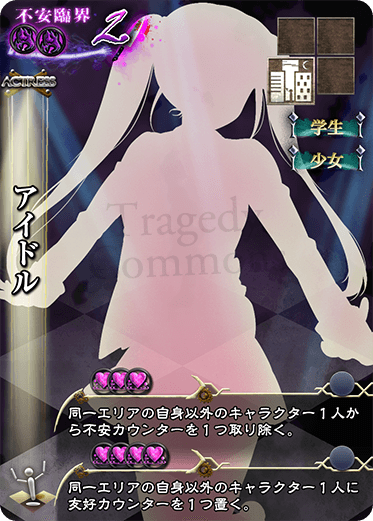 不安臨界 2
ACTRESS
学生
少女
アイドル
Tragedy
ommo
同一エリアの自身以外のキャラクター1人か
ら不安カウンターを1つ取り除く。
同一エリアの自身以外のキャラクター1人に
友好カウンターを1つ置く。